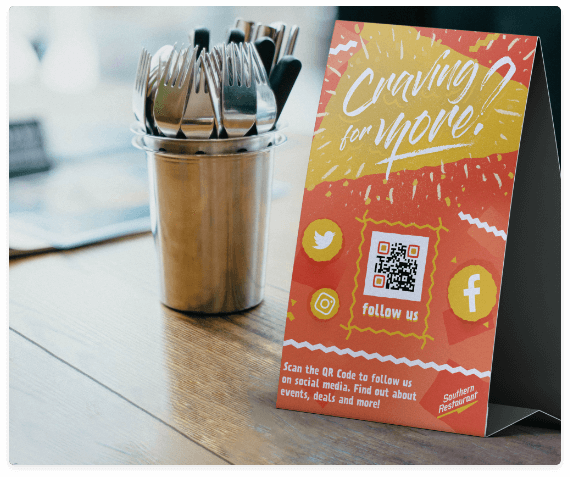 Craving
for more?
follow us
Scan the QR Code to follow us
on social media. Find out about
events, deals and more!
Southern
Restaurant